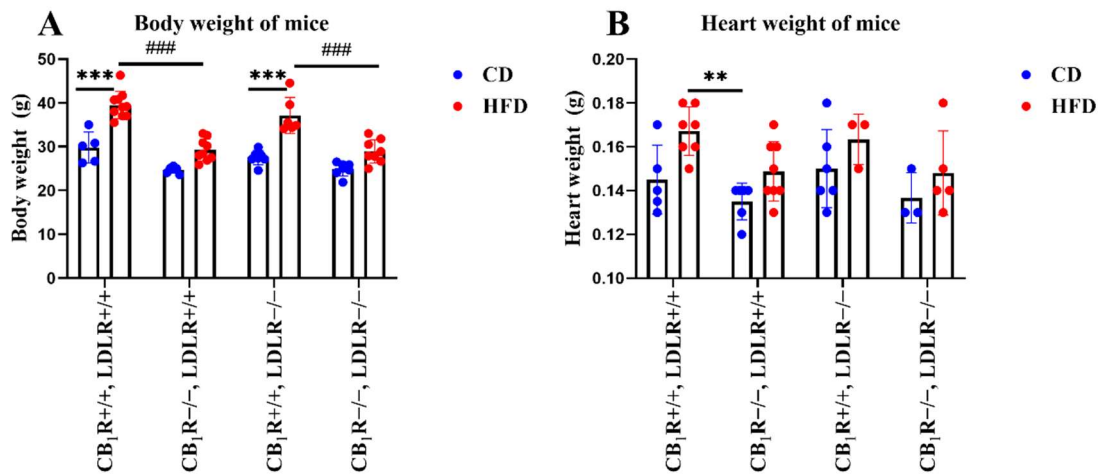 A
Body weight of mice
Body weight (g)
50
40
30
20
10
0
***
###
***
###
CD
HFD
CB₁R+/+, LDLR+/+
CB₁R−/−, LDLR+/+
CB₁R+/+, LDLR−/−
CB₁R−/−, LDLR−/−
B
Heart weight of mice
Heart weight (g)
0.20
0.18
0.16
0.14
0.12
0.10
**
CD
HFD
CB₁R+/+, LDLR+/+
CB₁R−/−, LDLR+/+
CB₁R+/+, LDLR−/−
CB₁R−/−, LDLR−/−